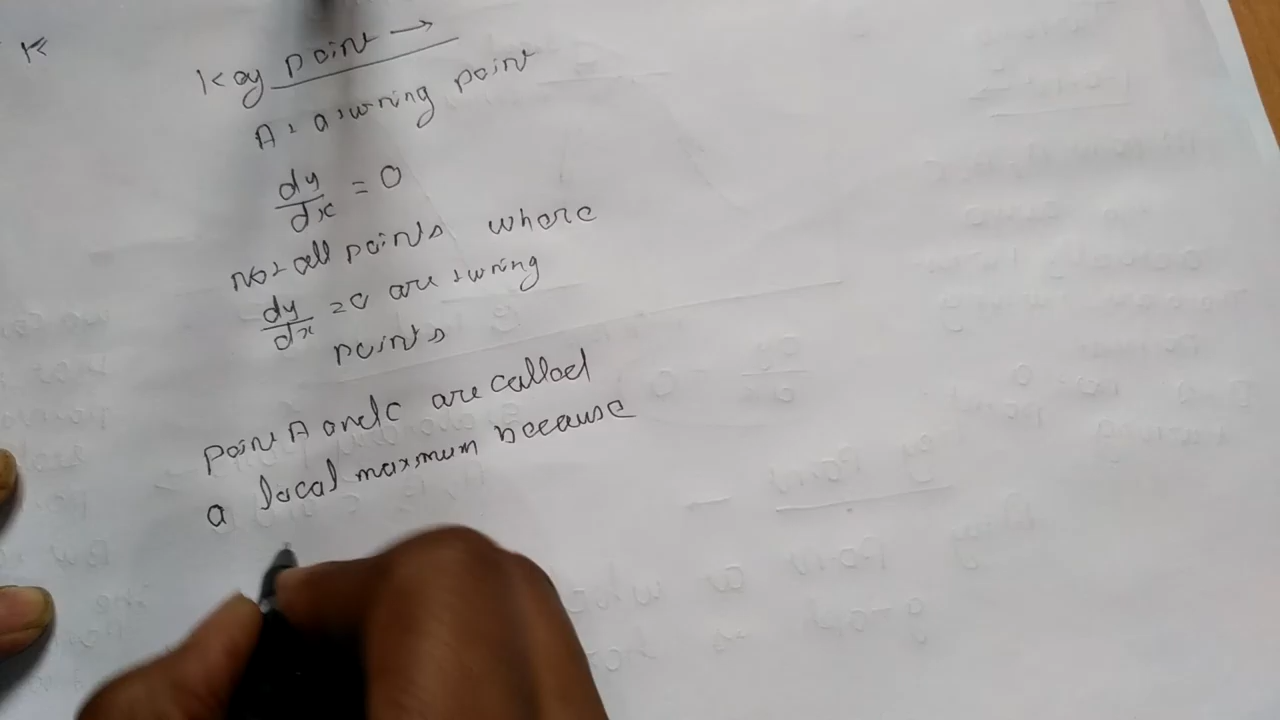 K
Key point →
At a turning point
dy/dx = 0
Not all points where
dy/dx = 0 are turning
points
point A and C are called
a local maximum because